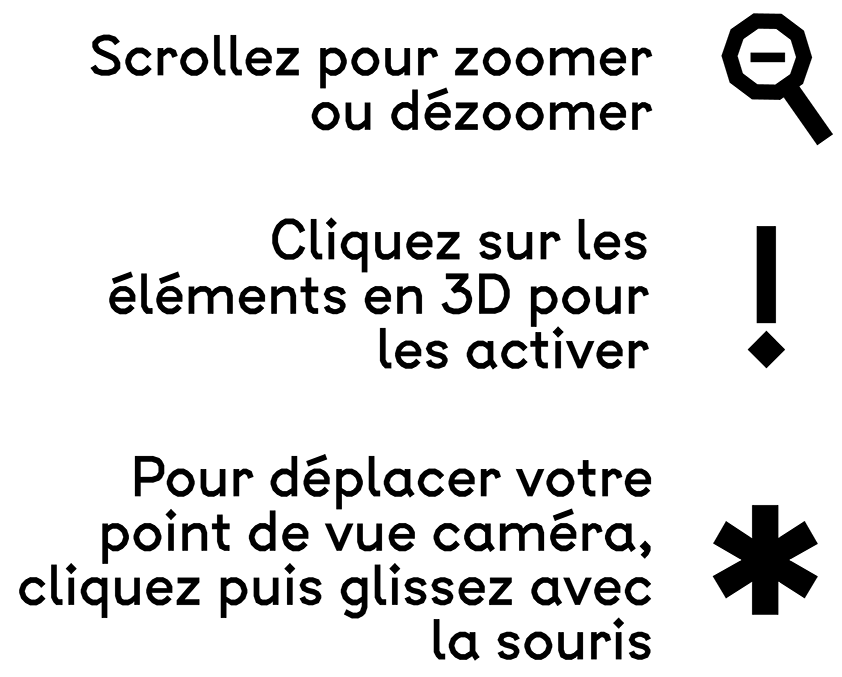 Scrollez pour zoomer
ou dézoomer
Cliquez sur les
éléments en 3D pour
les activer
Pour déplacer votre
point de vue caméra,
cliquez puis glissez avec
la souris